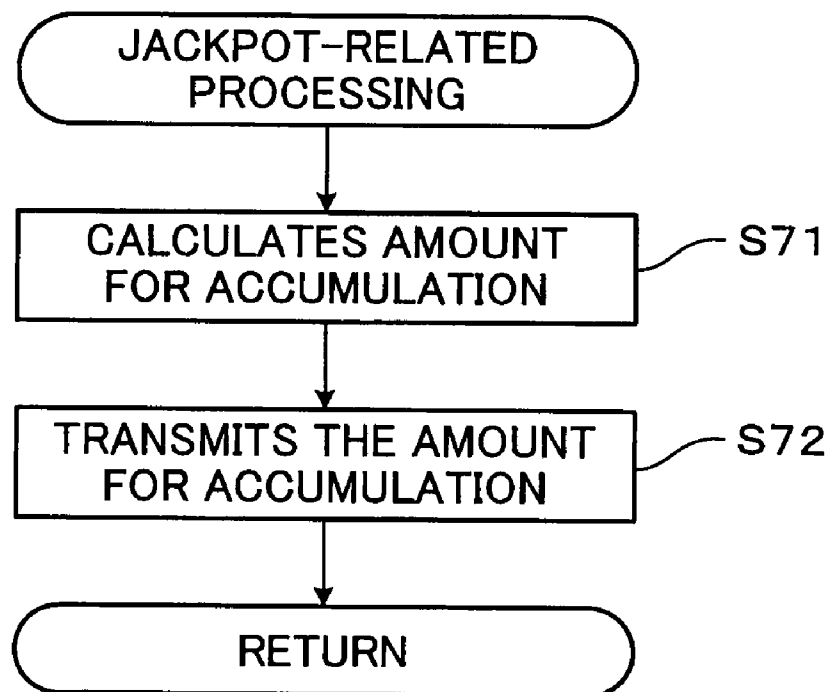 JACKPOT-RELATED
PROCESSING
CALCULATES AMOUNT
FOR ACCUMULATION
S71
TRANSMITS THE AMOUNT
FOR ACCUMULATION
S72
RETURN